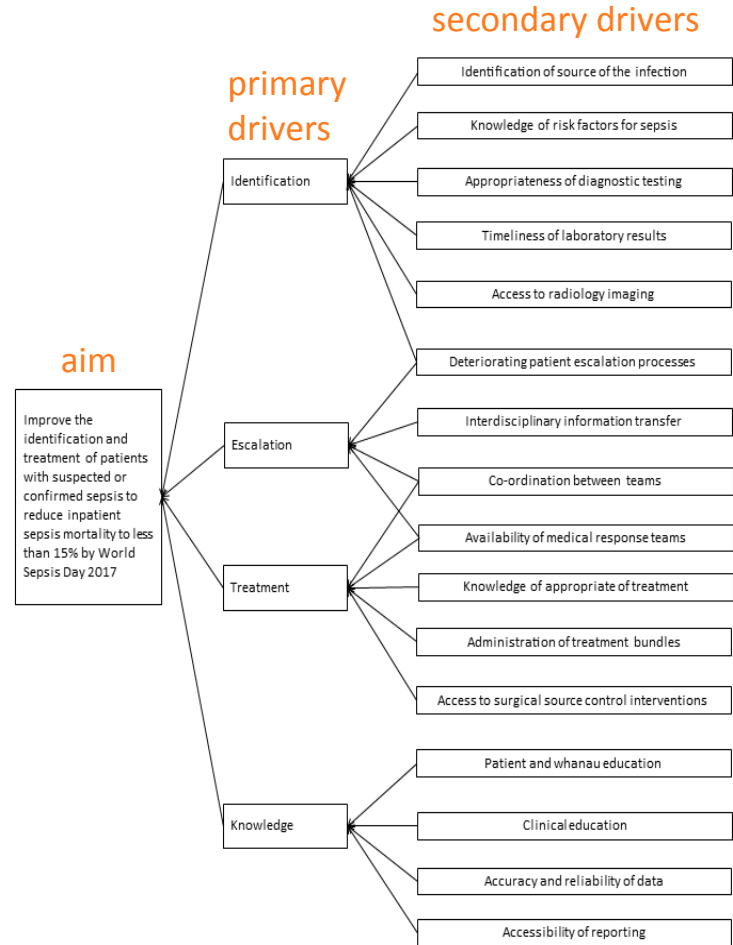 secondary drivers
Identification of source of the infection
primary
drivers
Knowledge of risk factors for sepsis
Identification
Appropriateness of diagnostic testing
Timeliness of laboratory results
Access to radiology imaging
aim
Deteriorating patient escalation processes
Improve the
identification and
treatment of patients
with suspected or
confirmed sepsis to
reduce inpatient
sepsis mortality to less
than 15% by World
Sepsis Day 2017
Interdisciplinary information transfer
Escalation
Co-ordination between teams
Availability of medical response teams
Treatment
Knowledge of appropriate of treatment
Administration of treatment bundles
Access to surgical source control interventions
Patient and whanau education
Knowledge
Clinical education
Accuracy and reliability of data
Accessibility of reporting